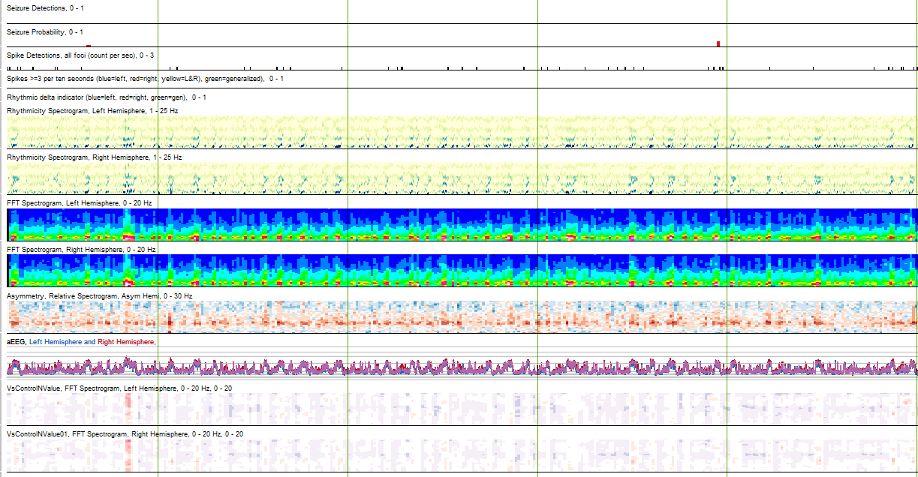 Seizure Detections, 0 - 1
Seizure Probability, 0 - 1
Spike Detections, all foci (count per sec), 0 - 3
Spikes >=3 per ten seconds (blue=left, red=right, yellow=L&R), green=generalized), 0 - 1
Rhythmic delta indicator (blue=left, red=right, green=gen), 0 - 1
Rhythmicity Spectrogram, Left Hemisphere, 1 - 25 Hz
Rhythmicity Spectrogram, Right Hemisphere, 1 - 25 Hz
FFT Spectrogram, Left Hemisphere, 0 - 20 Hz
FFT Spectrogram, Right Hemisphere, 0 - 20 Hz
Asymmetry, Relative Spectrogram, Asym Hemi, 0 - 30 Hz
aEEG, Left Hemisphere and Right Hemisphere,
VsControlNValue, FFT Spectrogram, Left Hemisphere, 0 - 20 Hz, 0 - 20
VsControlNValue01, FFT Spectrogram, Right Hemisphere, 0 - 20 Hz, 0 - 20